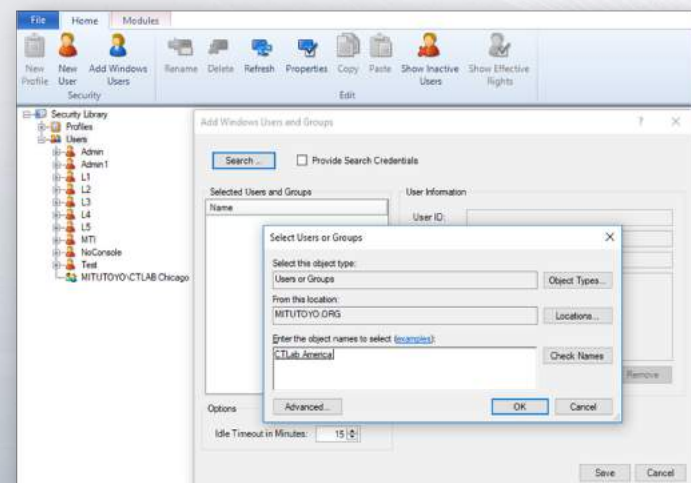 File Home Modules
New Profile
New User
Add Windows Users
Rename
Delete
Refresh
Properties
Copy
Paste
Show Inactive Users
Show Effective Rights
Security
Edit
Security Library
Profiles
Users
Admin
Admin1
L1
L2
L3
L4
L5
MTI
NoConsole
Test
MITUTOYO\CTLAB Chicago
Add Windows Users and Groups
Search ...
Provide Search Credentials
Selected Users and Groups
Name
User Information
User ID:
Select Users or Groups
Select this object type:
Users or Groups
Object Types...
From this location:
MITUTOYO.ORG
Locations...
Enter the object names to select (examples):
CTLab America
Check Names
Advanced...
OK
Cancel
Remove
Options
Idle Timeout in Minutes: 15
Save
Cancel